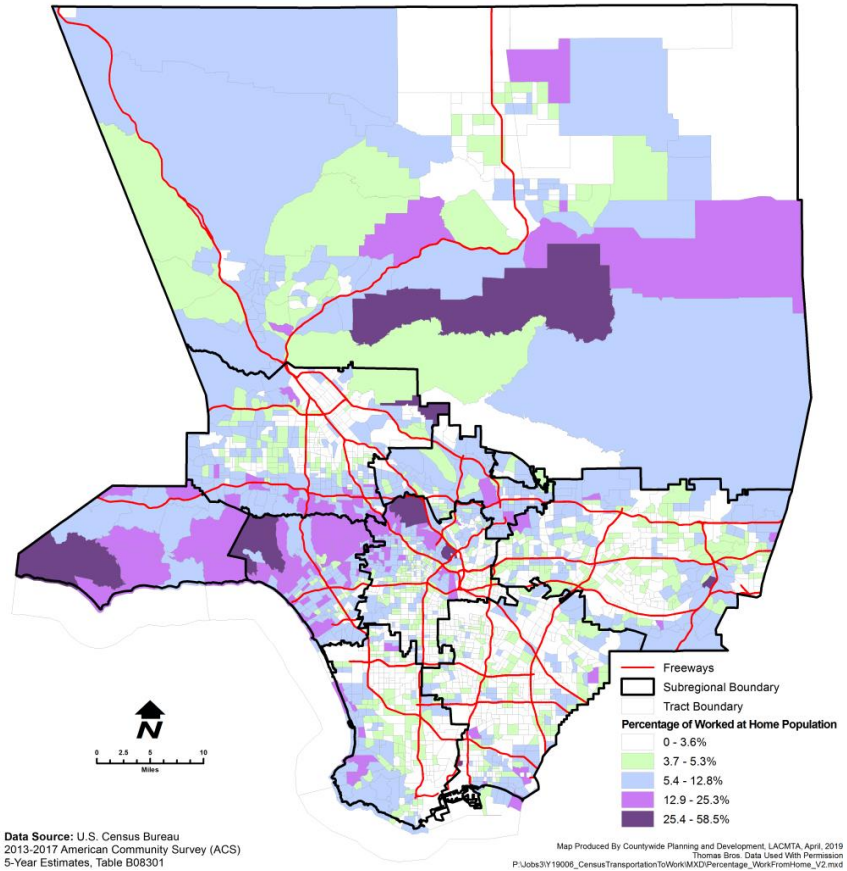 Freeways
Subregional Boundary
Tract Boundary
Percentage of Worked at Home Population
0 - 3.6%
3.7 - 5.3%
5.4 - 12.8%
12.9 - 25.3%
25.4 - 58.5%
N
0 2.5 5 10
Miles
Data Source: U.S. Census Bureau
2013-2017 American Community Survey (ACS)
5-Year Estimates, Table B08301
Map Produced By Countywide Planning and Development, LACMTA, April, 2019
Thomas Bros. Data Used With Permission
P:\Jobs3\Y19006_CensusTransportationToWork\MXD\Percentage_WorkFromHome_V2.mxd